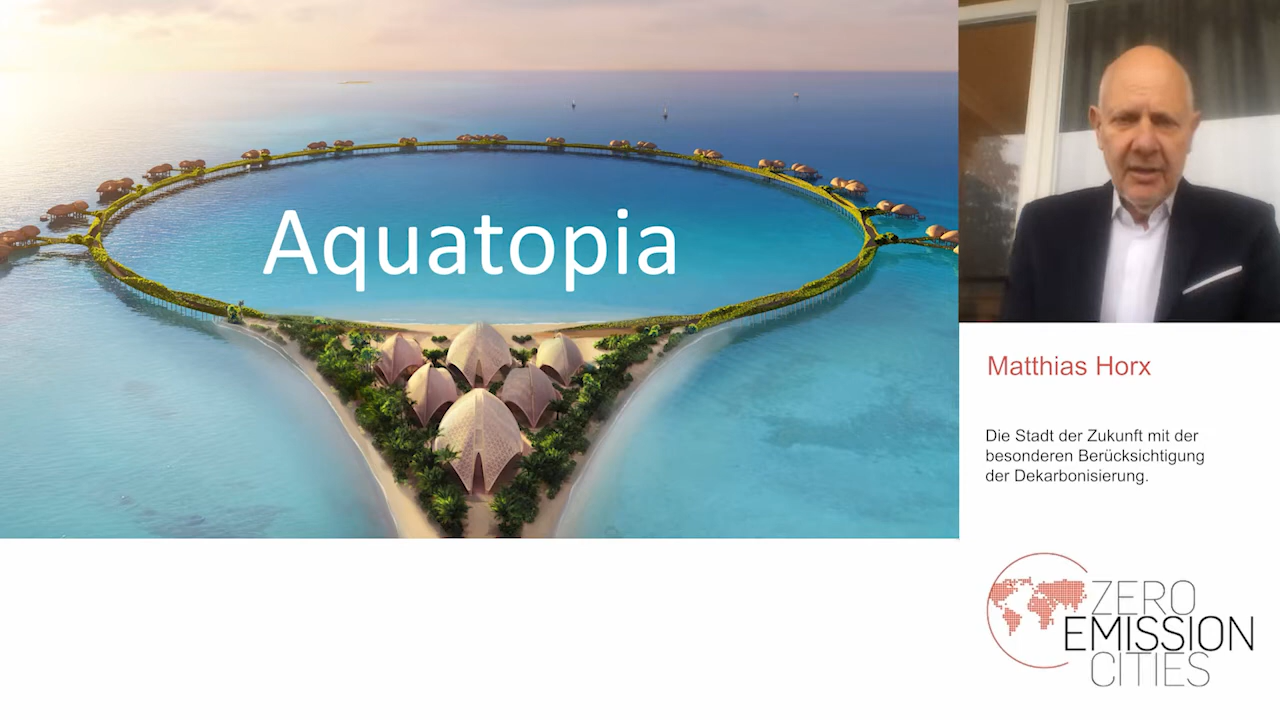 Aquatopia
Matthias Horx
Die Stadt der Zukunft mit der
besonderen Berücksichtigung
der Dekarbonisierung.
ZERO
EMISSION
CITIES